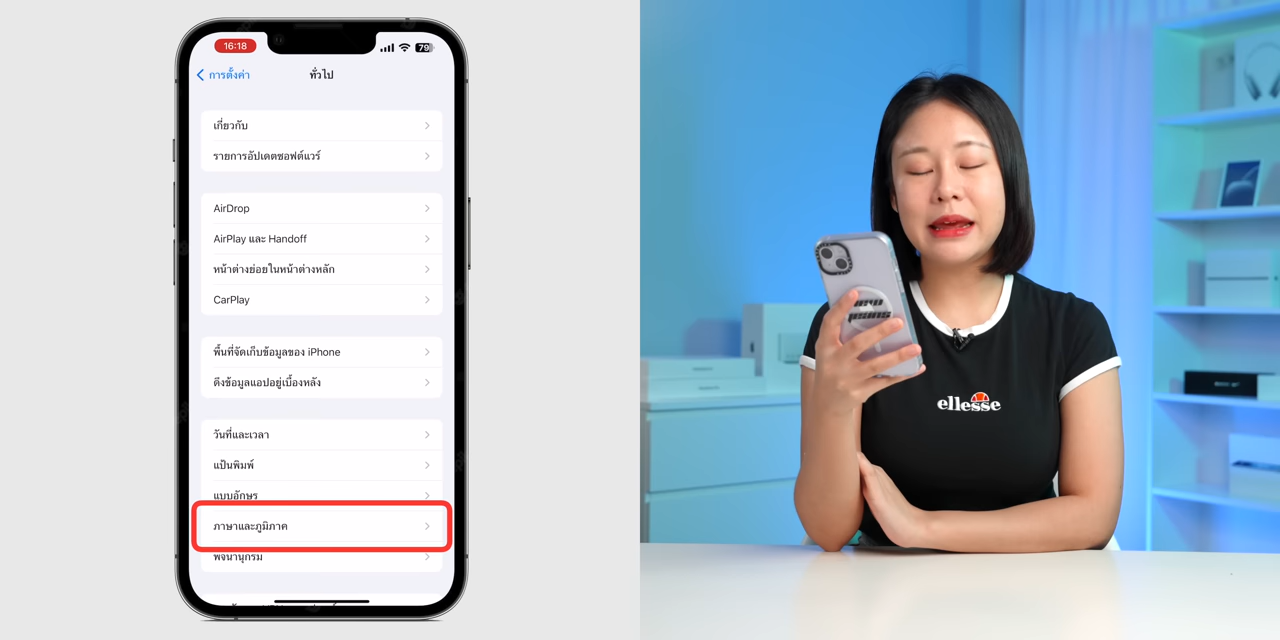 16:18
79
การตั้งค่า
ทั่วไป
เกี่ยวกับ
รายการอัปเดตซอฟต์แวร์
AirDrop
AirPlay และ Handoff
หน้าต่างย่อยในหน้าต่างหลัก
CarPlay
พื้นที่จัดเก็บข้อมูลของ iPhone
ดึงข้อมูลแอปอยู่เบื้องหลัง
วันที่และเวลา
แป้นพิมพ์
แบบอักษร
ภาษาและภูมิภาค
พจนานุกรม
ellesse